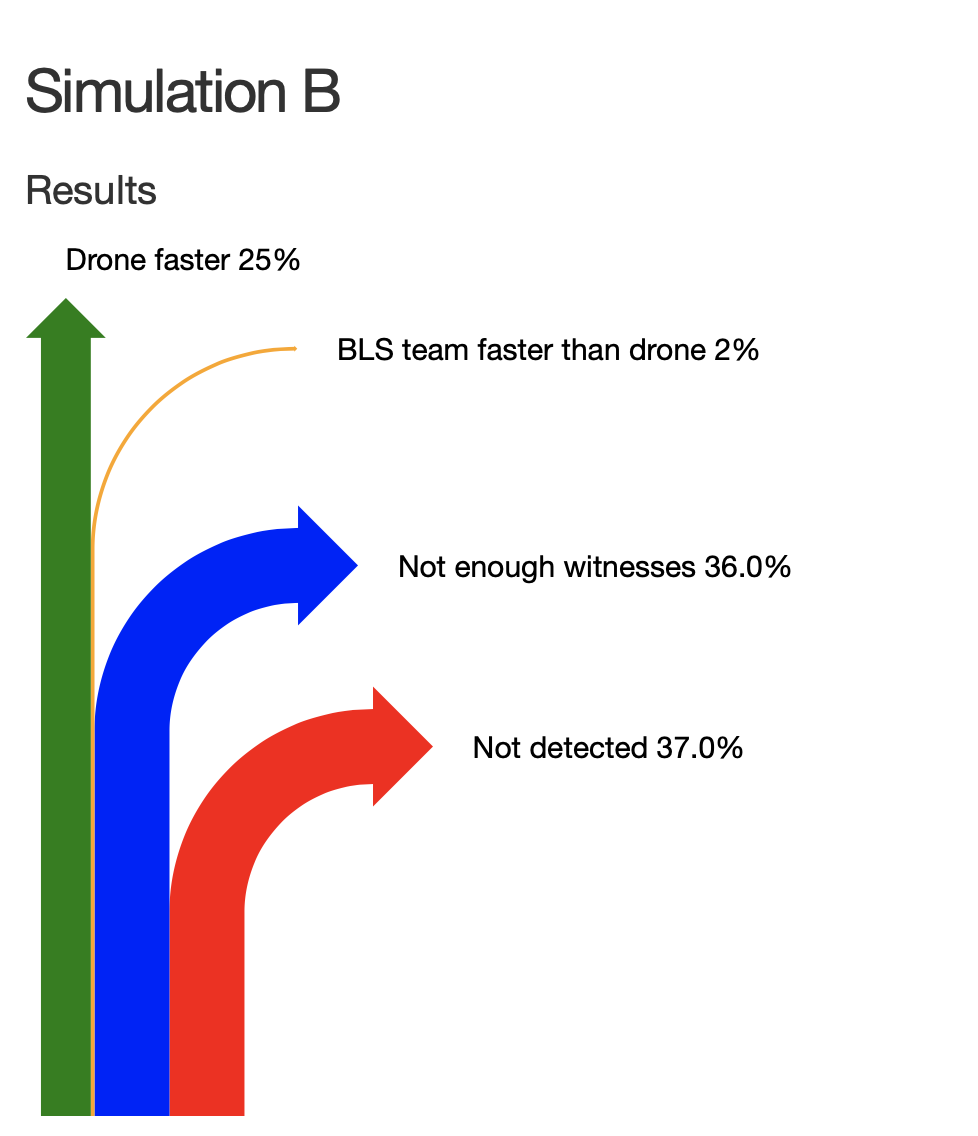 Simulation B
Results
Drone faster 25%
BLS team faster than drone 2%
Not enough witnesses 36.0%
Not detected 37.0%